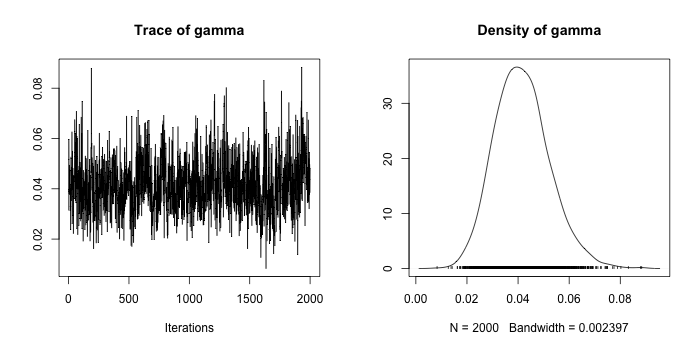 Trace of gamma
0.08
0.06
0.04
0.02
0 500 1000 1500 2000
Iterations
Density of gamma
30
20
10
0
0.00 0.02 0.04 0.06 0.08
N = 2000 Bandwidth = 0.002397